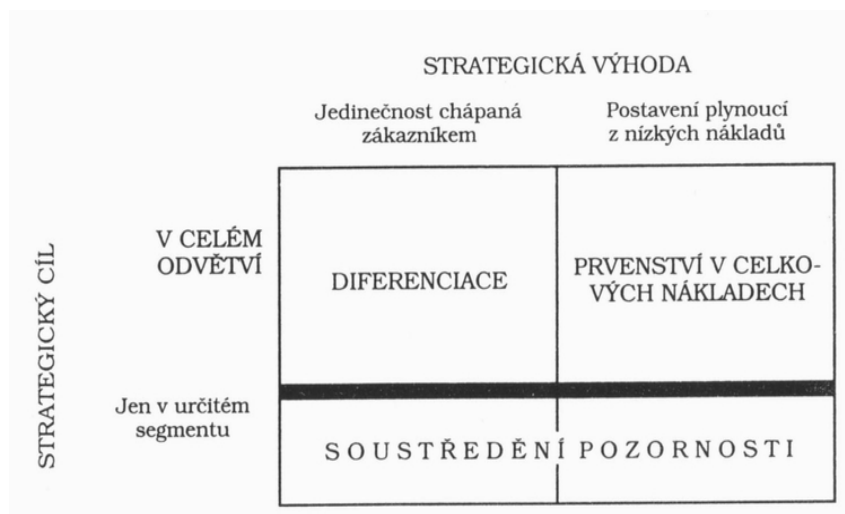 STRATEGICKÁ VÝHODA
Jedinečnost chápaná
zákazníkem
Postavení plynoucí
z nízkých nákladů
STRATEGICKÝ CÍL
V CELÉM
ODVĚTVÍ
DIFERENCIACE
PRVENSTVÍ V CELKO-
VÝCH NÁKLADECH
Jen v určitém
segmentu
SOUSTŘEDĚNÍ POZORNOSTI